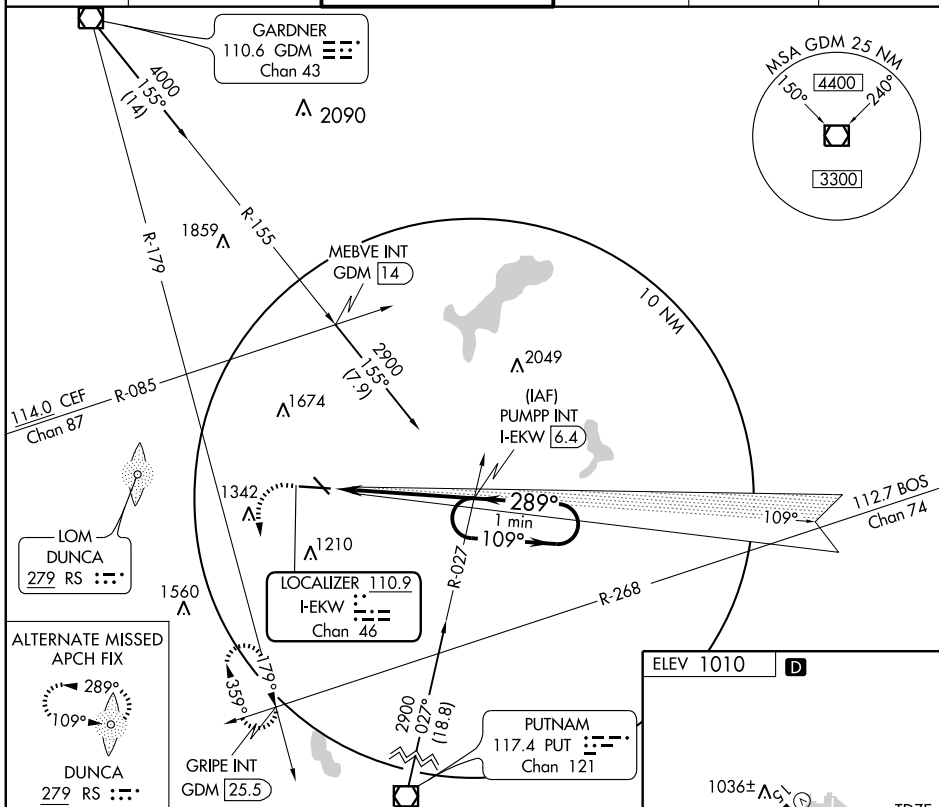 GARDNER
110.6 GDM
Chan 43
MSA GDM 25 NM
150°
4400
240°
3300
4000
155°
(14)
2090
R-155
R-179
1859
MEBVE INT
GDM 14
10 NM
2900
155°
(7.9)
2049
114.0 CEF
Chan 87
R-085
1674
(IAF)
PUMPP INT
I-EKW 6.4
1342
289°
1 min
109°
109°
112.7 BOS
Chan 74
LOM
DUNCA
279 RS
1210
R-027
R-268
LOCALIZER 110.9
I-EKW
Chan 46
1560
ALTERNATE MISSED
APCH FIX
289°
109°
DUNCA
279 RS
179°
359°
GRIPE INT
GDM 25.5
2900
027°
(18.8)
PUTNAM
117.4 PUT
Chan 121
ELEV 1010
D
1036±